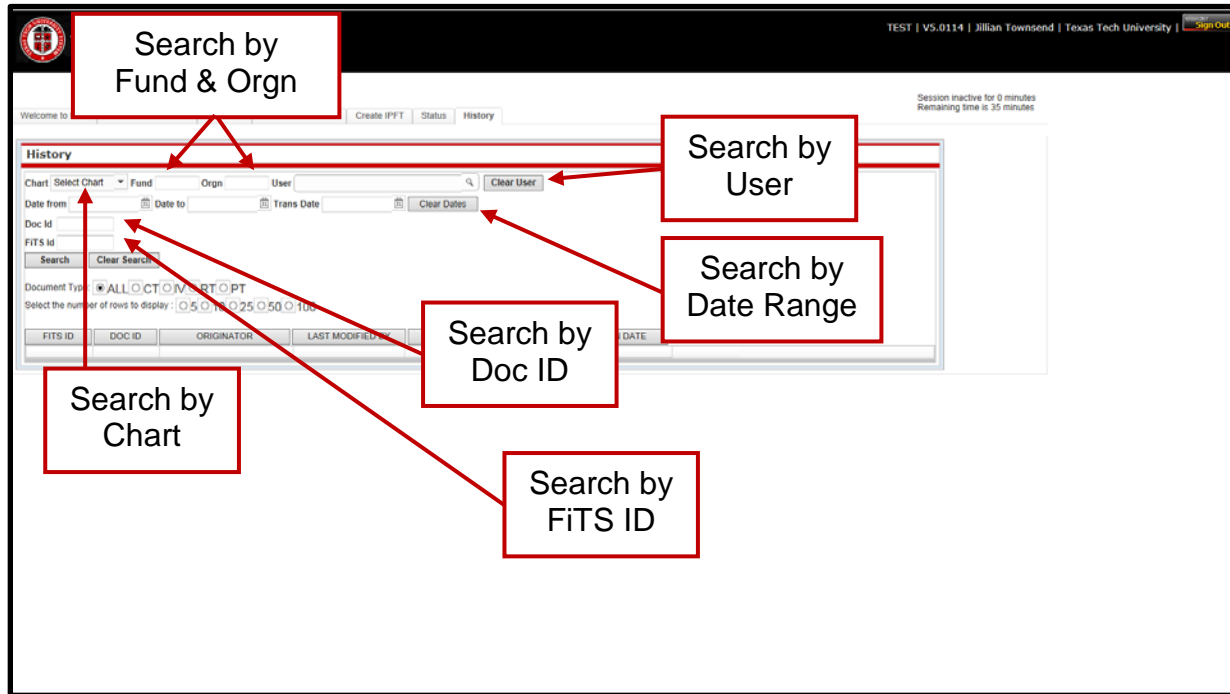 TEST | V5.0114 | Jillian Townsend | Texas Tech University | Sign Out
Search by
Fund & Orgn
Session inactive for 0 minutes
Remaining time is 35 minutes
Welcome to Create IPFT Status History
History
Search by
User
Chart Select Chart Fund Orgn User Clear User
Date from Date to Trans Date Clear Dates
Doc Id
FiTS Id
Search Clear Search
Search by
Date Range
Document Type : ALL CT IV RT PT
Select the number of rows to display : 5 10 25 50 100
FITS ID DOC ID ORIGINATOR LAST MODIFIED BY DATE
Search by
Doc ID
Search by
Chart
Search by
FiTS ID